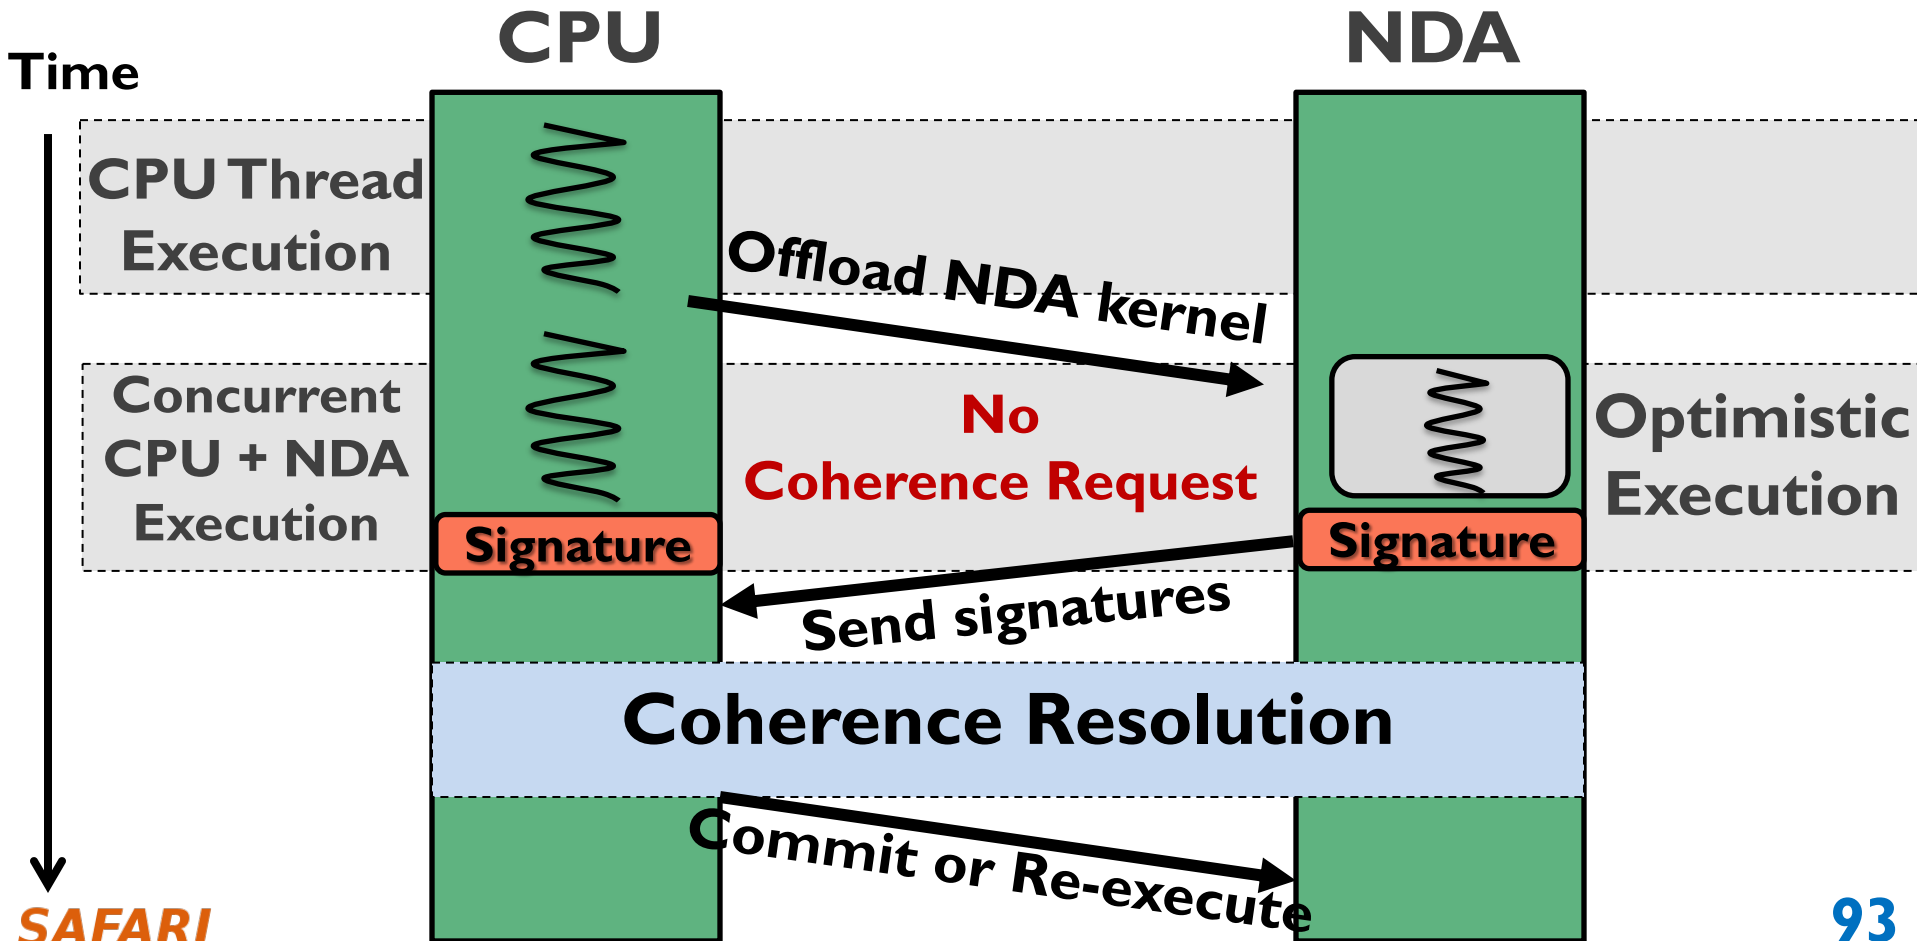 CPU
NDA
Time
CPU Thread
Execution
Offload NDA kernel
Concurrent
CPU + NDA
Execution
No
Coherence Request
Optimistic
Execution
Signature
Signature
Send signatures
Coherence Resolution
Commit or Re-execute
SAFARI
93